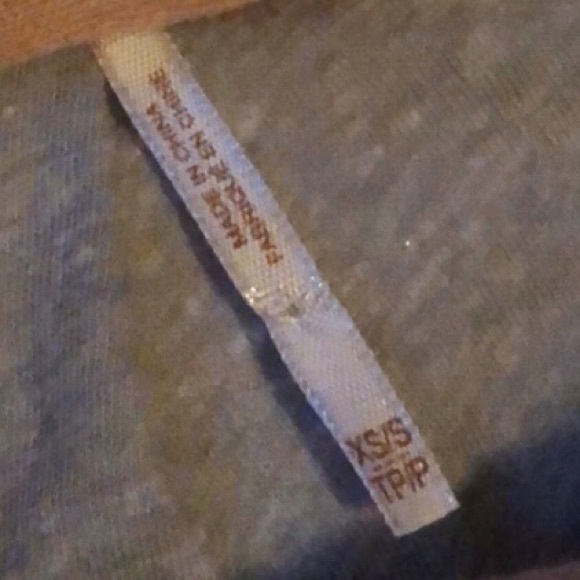 MADE IN CHINA
FABRIQUÉ EN CHINE
XS/S
TP/P